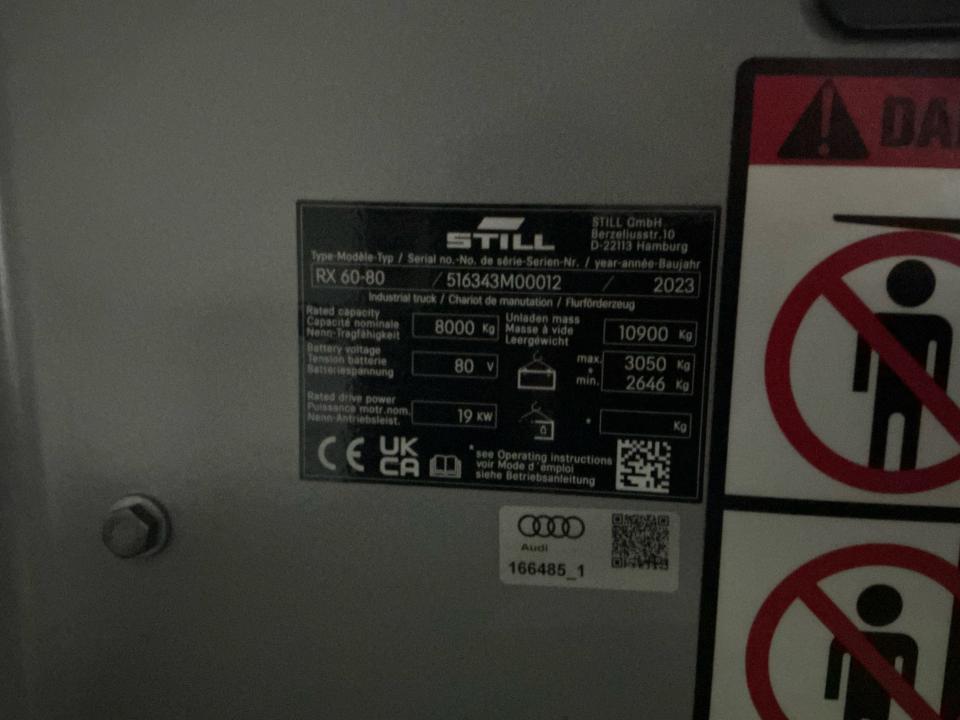 STILL
STILL GmbH
Berzeliusstr.10
D-22113 Hamburg
Type-Modèle-Typ / Serial no.-No. de série-Serien-Nr. / year-année-Baujahr
RX 60-80 / 516343M00012 / 2023
Industrial truck / Chariot de manutation / Flurförderzeug
Rated capacity
Capacité nominale
Nenn-Tragfähigkeit
8000 Kg
Unladen mass
Masse à vide
Leergewicht
10900 Kg
Battery voltage
Tension batterie
Batteriespannung
80 V
max.
3050 Kg
*
min.
2646 Kg
Rated drive power
Puissance motr.nom.
Nenn-Antriebsleist.
19 KW
* Kg
CE
UK
CA
*see Operating instructions
voir Mode d´emploi
siehe Betriebsanleitung
Audi
166485_1
DA